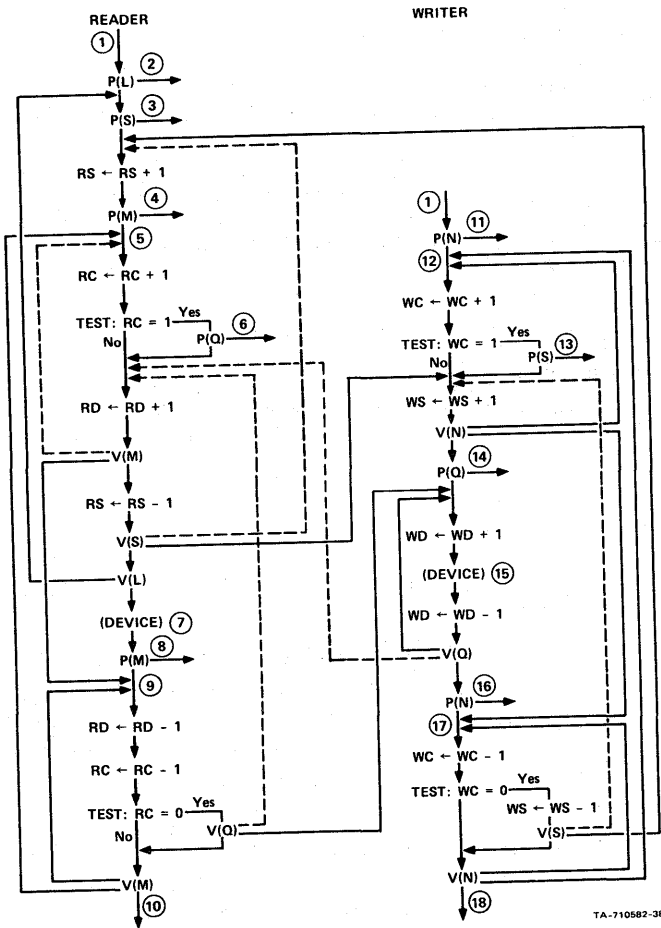 READER
WRITER
1
2
P(L)
3
P(S)
RS ← RS + 1
4
P(M)
5
RC ← RC + 1
TEST: RC = 1 Yes
6
P(Q)
No
RD ← RD + 1
V(M)
RS ← RS - 1
V(S)
V(L)
(DEVICE) 7
8
P(M)
9
RD ← RD - 1
RC ← RC - 1
TEST: RC = 0 Yes
No
V(Q)
V(M)
10
1
11
P(N)
12
WC ← WC + 1
TEST: WC = 1 Yes
13
P(S)
No
WS ← WS + 1
V(N)
14
P(Q)
WD ← WD + 1
(DEVICE) 15
WD ← WD - 1
V(Q)
16
P(N)
17
WC ← WC - 1
TEST: WC = 0 Yes
WS ← WS - 1
V(S)
V(N)
18
TA-710582-38